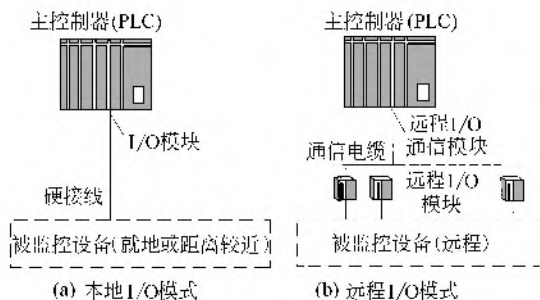 主控制器(PLC)
I/O模块
硬接线
被监控设备(就地或距离较近)
(a) 本地I/O模式
主控制器(PLC)
远程I/O
通信模块
通信电缆
远程I/O
模块
被监控设备(远程)
(b) 远程I/O模式